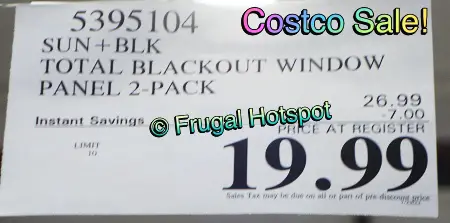 5395104
Costco Sale!
SUN+BLK
TOTAL BLACKOUT WINDOW
PANEL 2-PACK
26.99
Instant Savings
-7.00
© Frugal Hotspot
PRICE AT REGISTER
LIMIT
10
19.99
Sales Tax may be due on all or part of pre-discount price